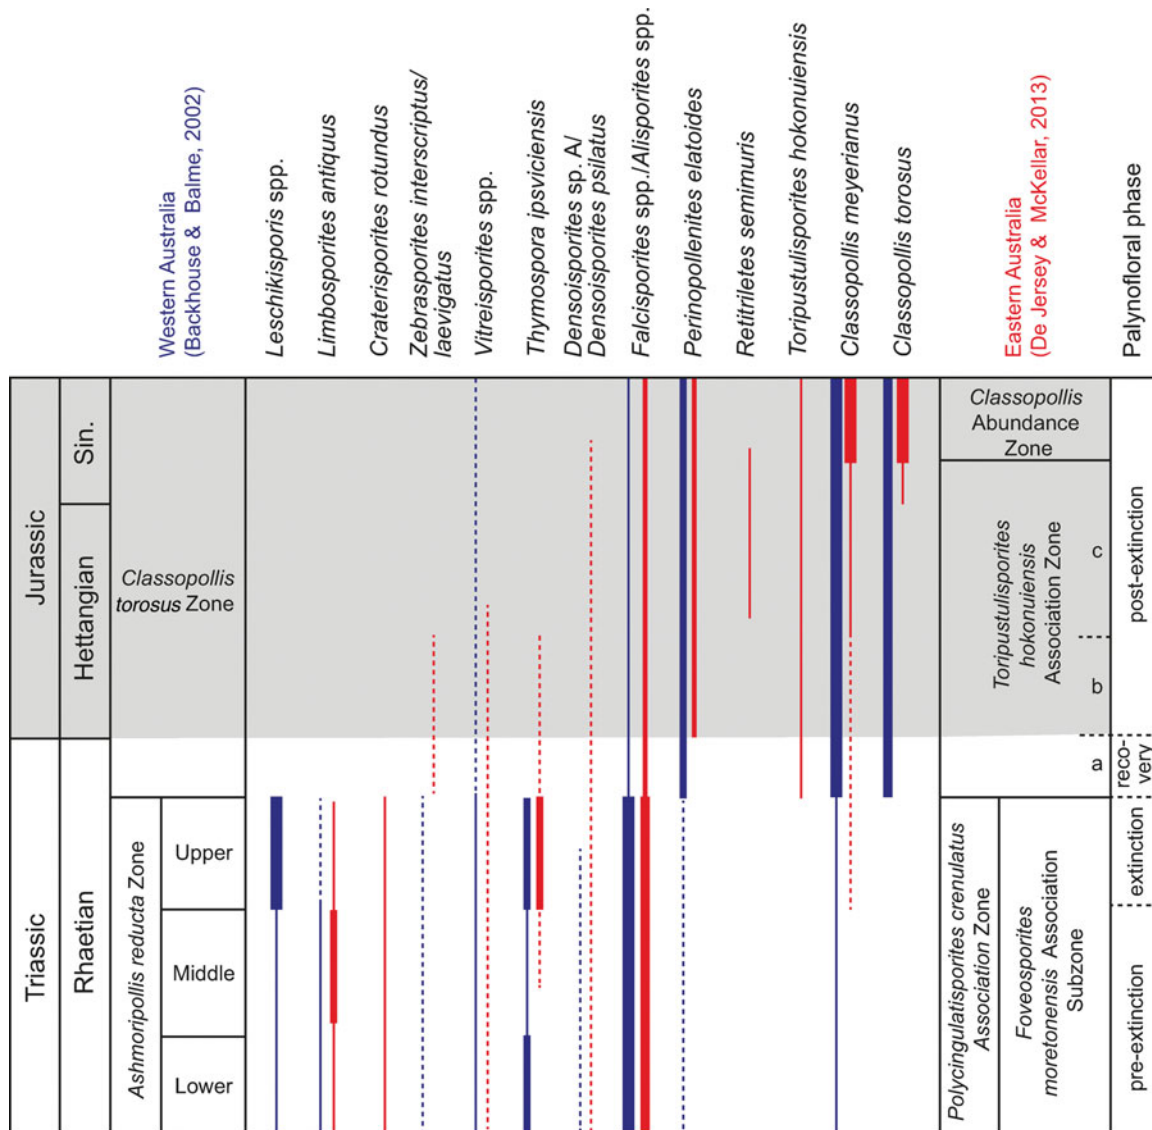 Western Australia
(Backhouse & Balme, 2002)
Leschikisporis spp.
Limbosporites antiquus
Craterisporites rotundus
Zebrasporites interscriptus/
laevigatus
Vitreisporites spp.
Thymospora ipsviciensis
Densoisporites sp. A/
Densoisporites psilatus
Falcisporites spp./Alisporites spp.
Perinopollenites elatoides
Retitriletes semimuris
Toripustulisporites hokonuiensis
Classopollis meyerianus
Classopollis torosus
Eastern Australia
(De Jersey & McKellar, 2013)
Palynofloral phase
Jurassic
Triassic
Sin.
Hettangian
Rhaetian
Classopollis
torosus Zone
Ashmoripollis reducta Zone
Upper
Middle
Lower
Classopollis
Abundance
Zone
Toripustulisporites
hokonuiensis
Association Zone
c
b
a
Polycingulatisporites crenulatus
Association Zone
Foveosporites
moretonensis Association
Subzone
post-extinction
reco-
very
extinction
pre-extinction